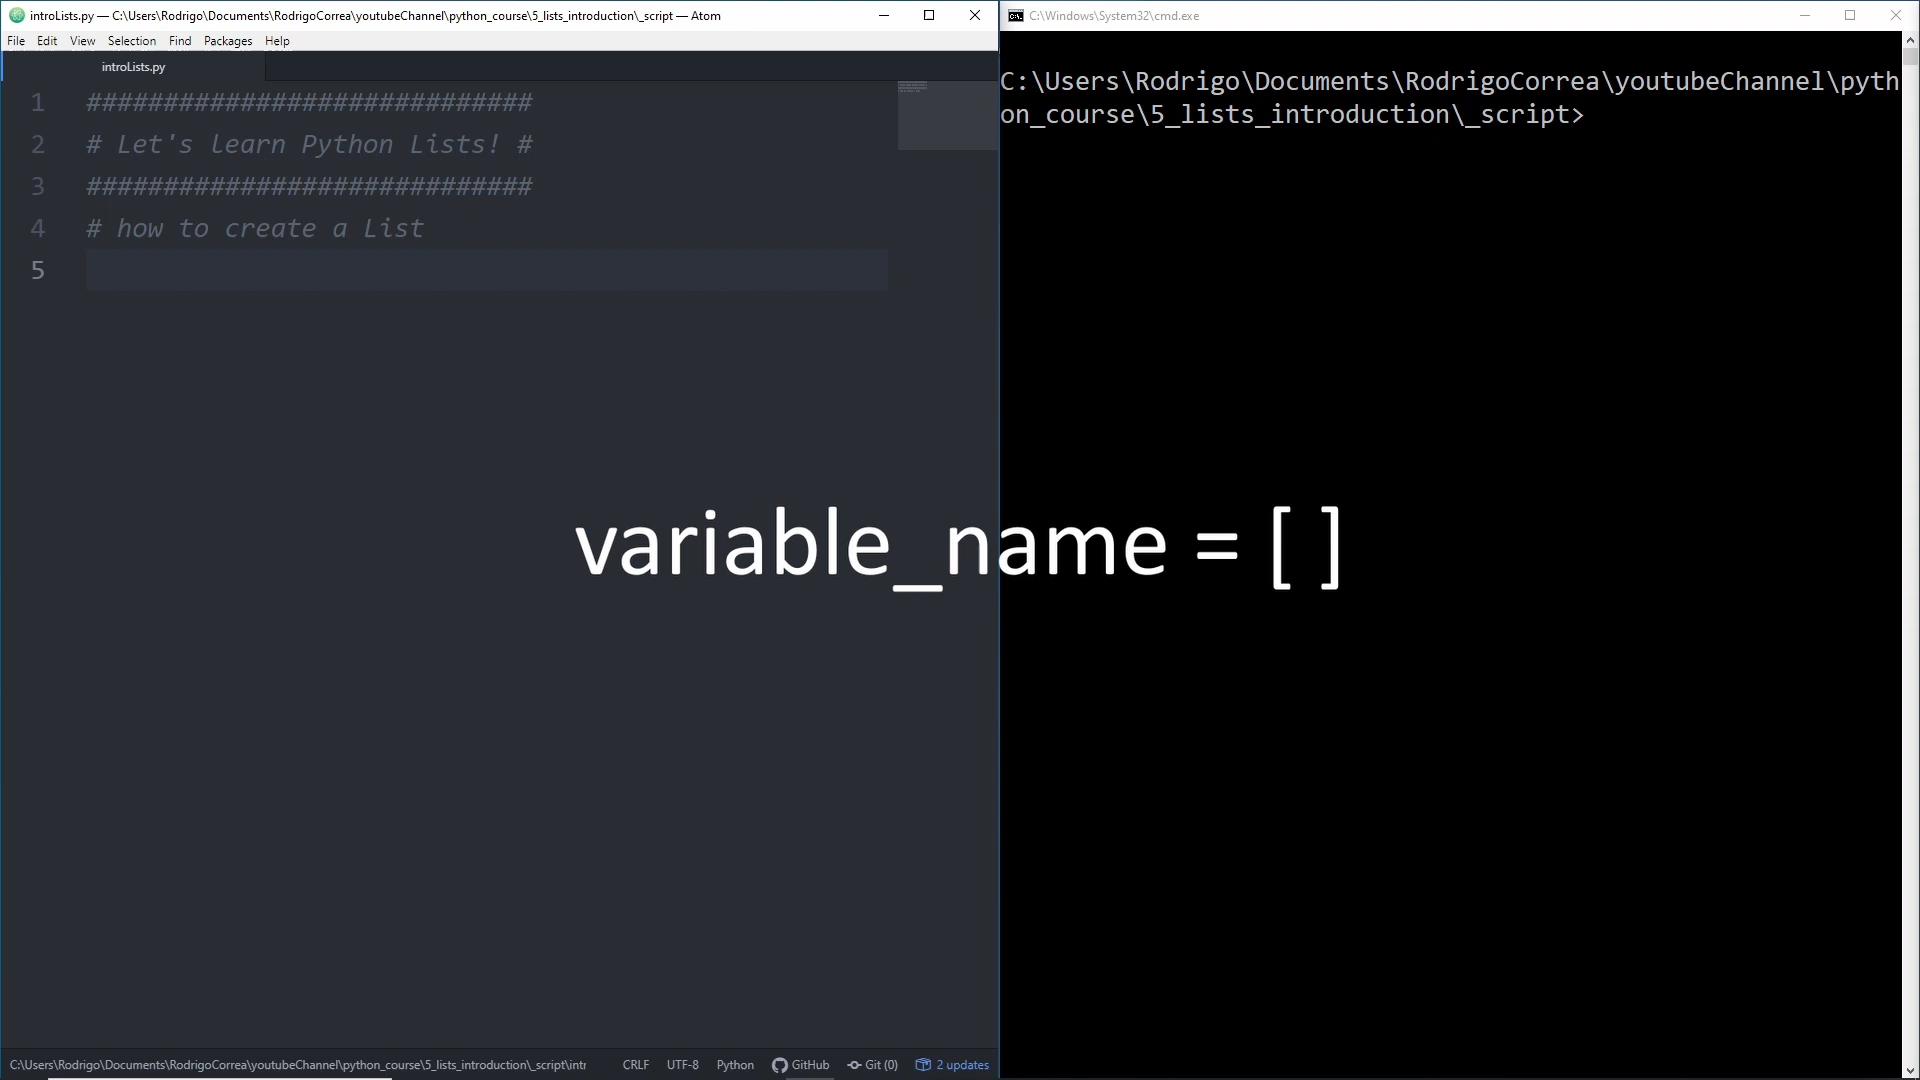 introLists.py — C:\Users\Rodrigo\Documents\RodrigoCorrea\youtubeChannel\python_course\5_lists_introduction\_script — Atom
File Edit View Selection Find Packages Help
introLists.py
1 #############################
2 # Let's learn Python Lists! #
3 #############################
4 # how to create a List
5
C:\Windows\System32\cmd.exe
C:\Users\Rodrigo\Documents\RodrigoCorrea\youtubeChannel\pyth
on_course\5_lists_introduction\_script>
variable_name = [ ]
C:\Users\Rodrigo\Documents\RodrigoCorrea\youtubeChannel\python_course\5_lists_introduction\_script\intr CRLF UTF-8 Python GitHub Git (0) 2 updates